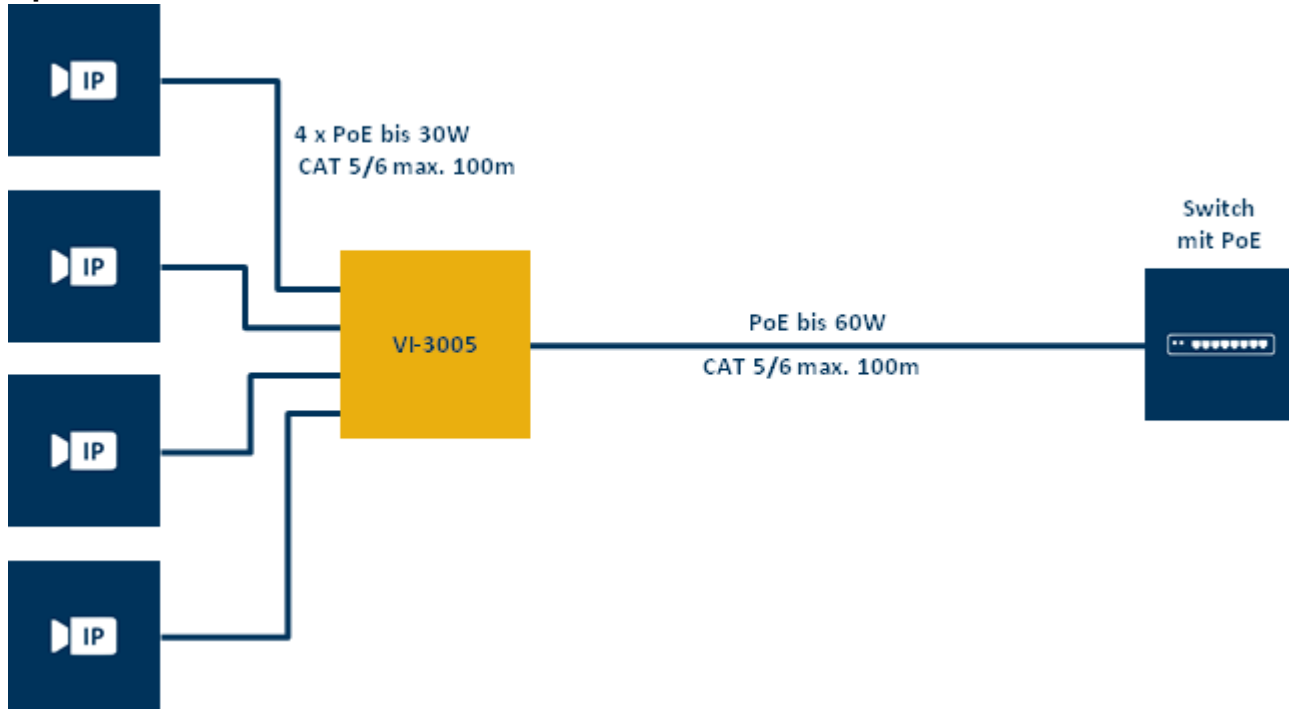 IP
4 x PoE bis 30W
CAT 5/6 max. 100m
IP
Switch
mit PoE
VI-3005
PoE bis 60W
CAT 5/6 max. 100m
IP
IP